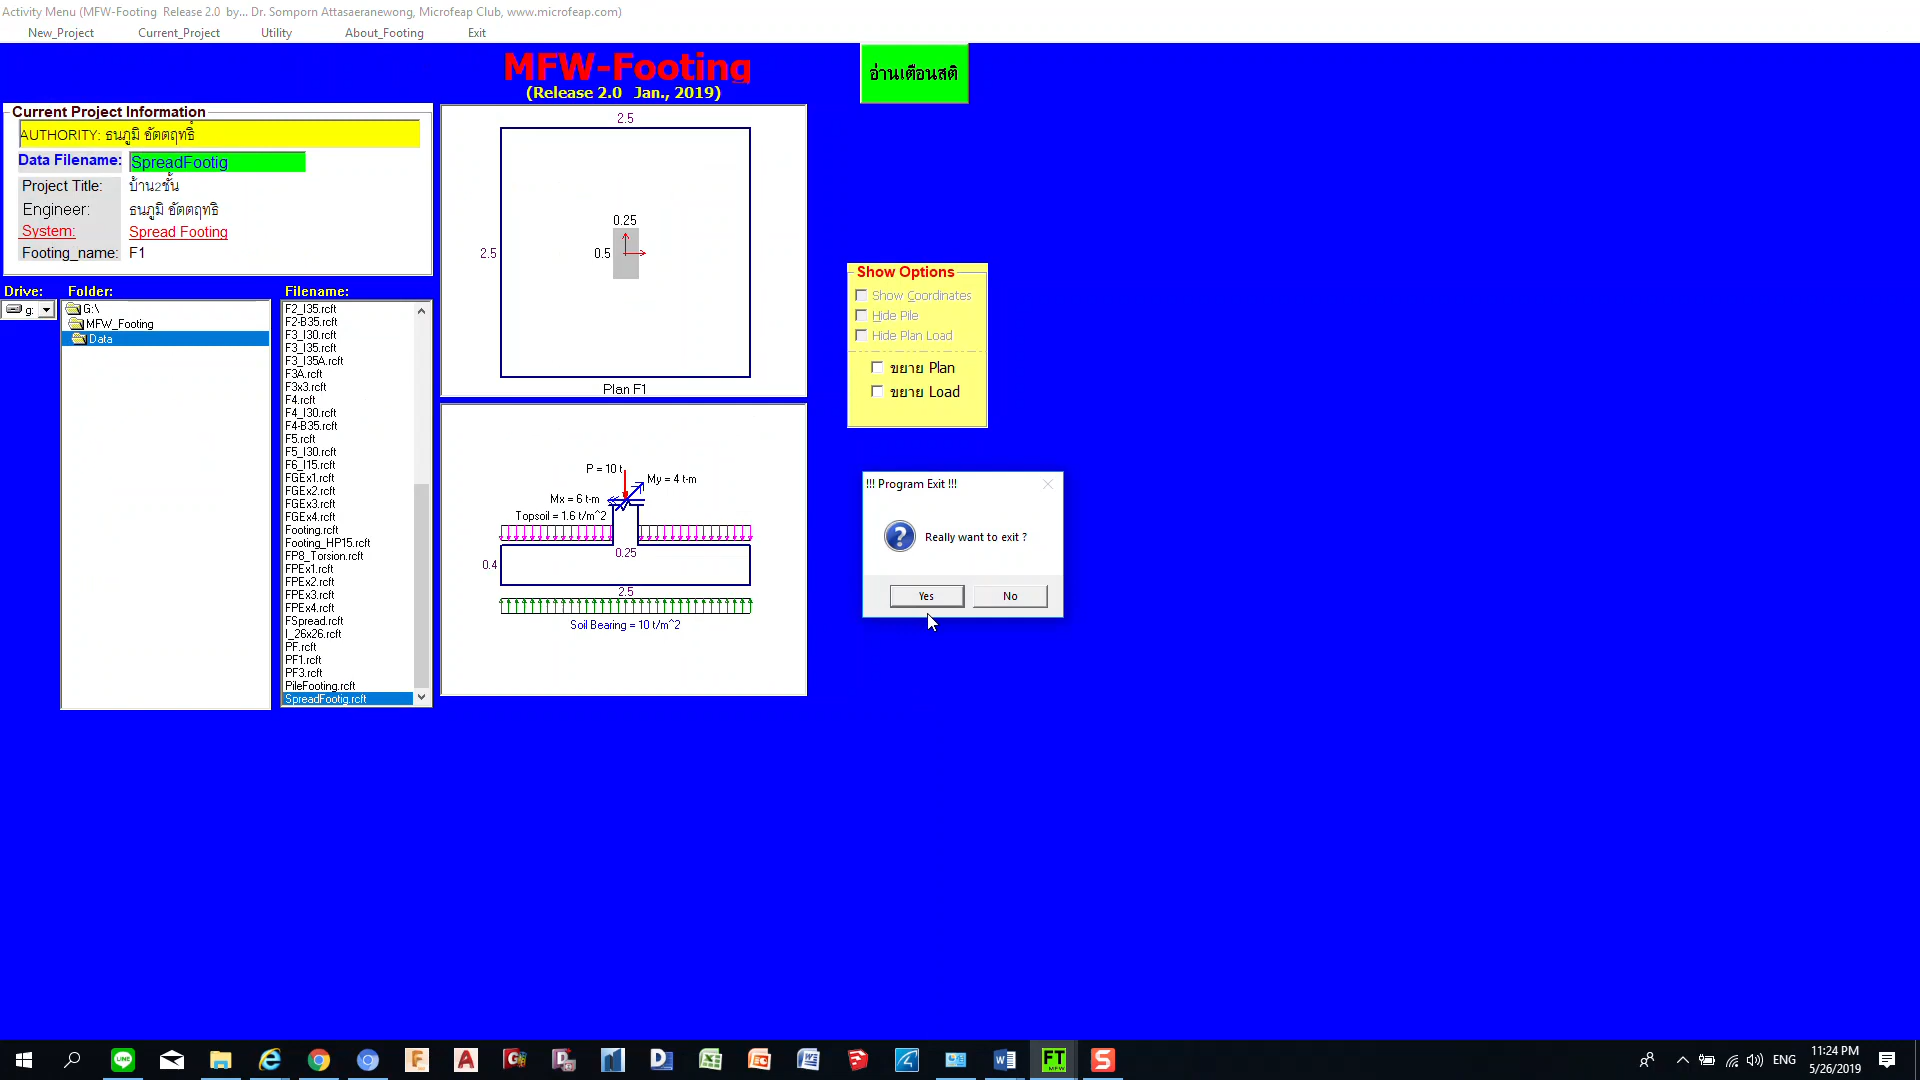 Activity Menu (MFW-Footing  Release 2.0  by... Dr. Somporn Attasaeranewong, Microfeap Club, www.microfeap.com)
New_Project Current_Project Utility About_Footing Exit
MFW-Footing
(Release 2.0  Jan., 2019)
อ่านเตือนสติ
Current Project Information
AUTHORITY: ธนภูมิ อัตตฤทธิ์
Data Filename: SpreadFootig
Project Title: บ้าน2ชั้น
Engineer: ธนภูมิ อัตตฤทธิ
System: Spread Footing
Footing_name: F1
Drive: Folder: Filename:
g:
G:\
MFW_Footing
Data
F2_I35.rcft
F2-B35.rcft
F3_I30.rcft
F3_I35.rcft
F3_I35A.rcft
F3A.rcft
F3x3.rcft
F4.rcft
F4_I30.rcft
F4-B35.rcft
F5.rcft
F5_I30.rcft
F6_I15.rcft
FGEx1.rcft
FGEx2.rcft
FGEx3.rcft
FGEx4.rcft
Footing.rcft
Footing_HP15.rcft
FP8_Torsion.rcft
FPEx1.rcft
FPEx2.rcft
FPEx3.rcft
FPEx4.rcft
FSpread.rcft
I_26x26.rcft
PF.rcft
PF1.rcft
PF3.rcft
PileFooting.rcft
SpreadFootig.rcft
2.5
0.25
2.5
0.5
Plan F1
P = 10 t
My = 4 t-m
Mx = 6 t-m
Topsoil = 1.6 t/m^2
0.25
0.4
2.5
Soil Bearing = 10 t/m^2
Show Options
Show Coordinates
Hide Pile
Hide Plan Load
ขยาย Plan
ขยาย Load
!!! Program Exit !!!
Really want to exit ?
Yes No
FT
MFW
ENG
11:24 PM
5/26/2019